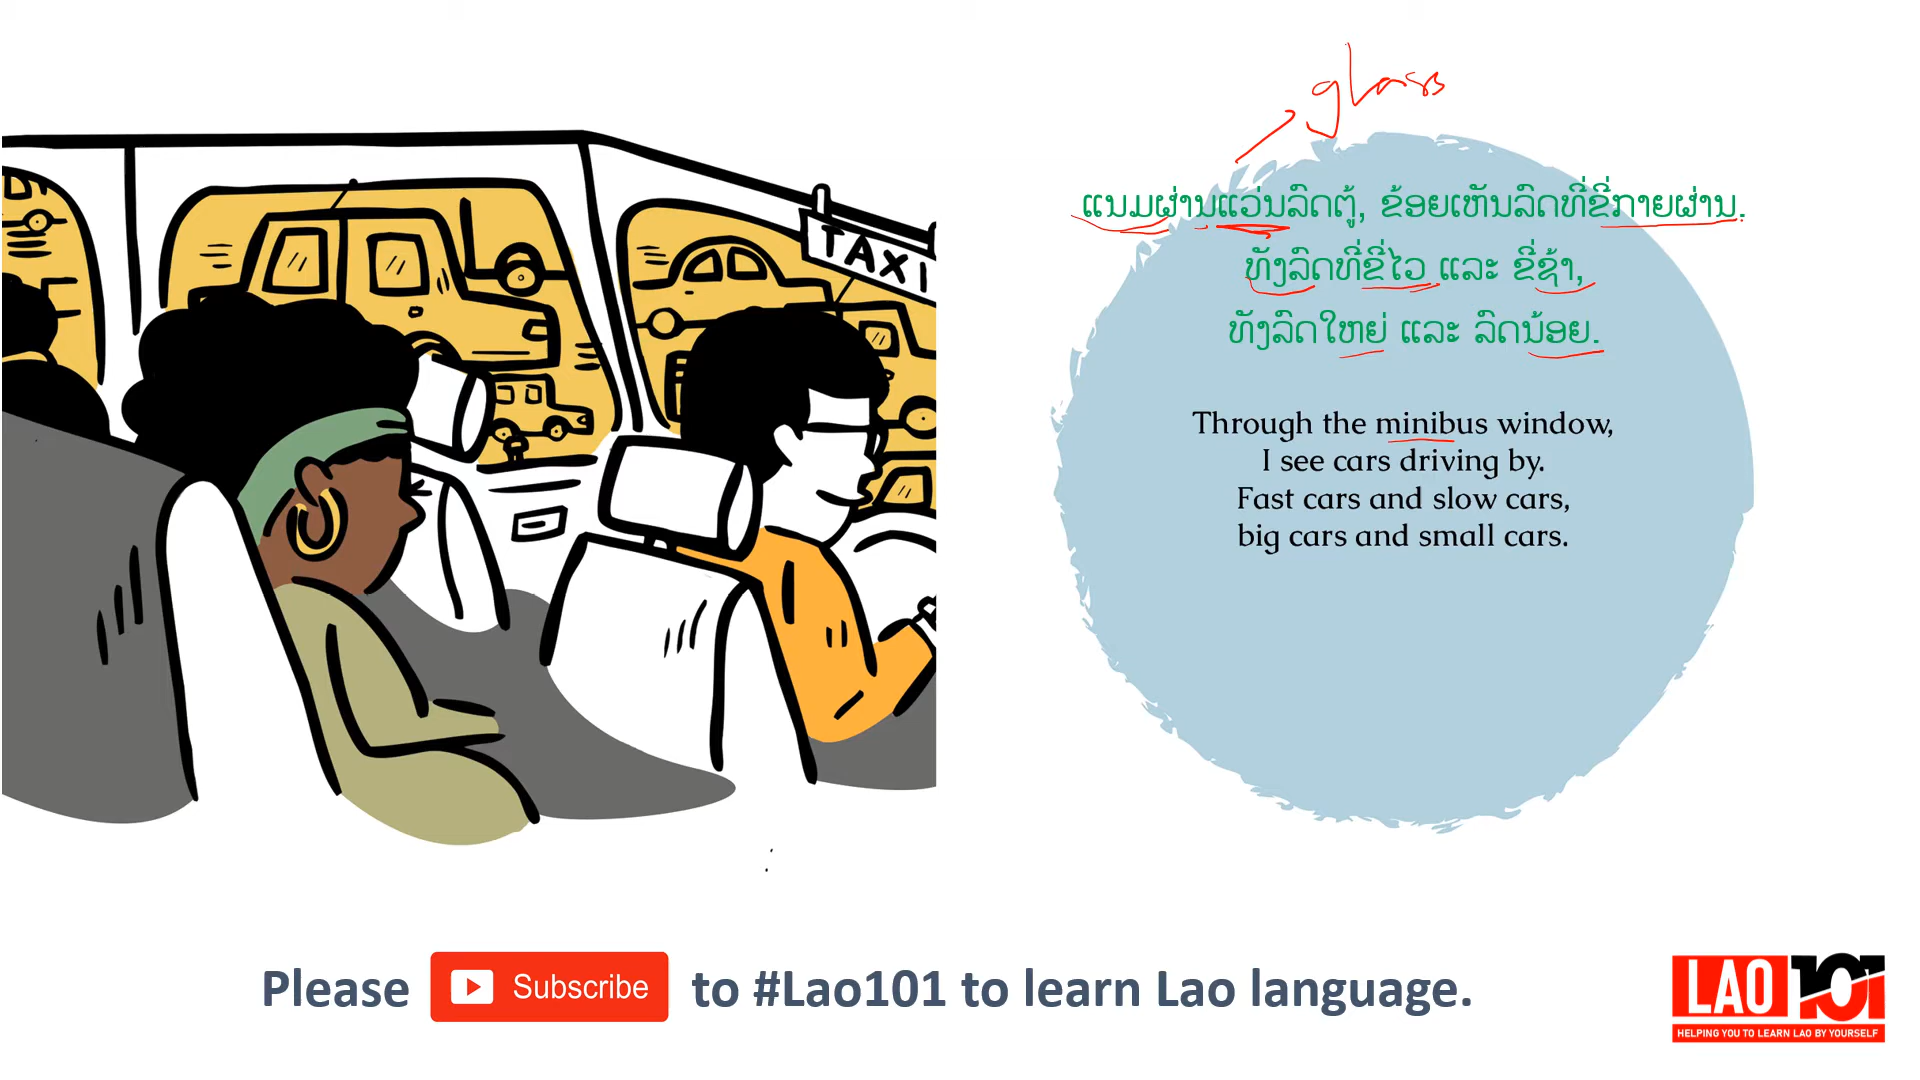 glass
TAXI
ແນມຜ່ານແວ່ນລົດຕູ້, ຂ້ອຍເຫັນລົດທີ່ຂີ່ກາຍຜ່ານ.
ທັງລົດທີ່ຂີ່ໄວ ແລະ ຂີ່ຊ້າ,
ທັງລົດໃຫຍ່ ແລະ ລົດນ້ອຍ.
Through the minibus window,
I see cars driving by.
Fast cars and slow cars,
big cars and small cars.
Please Subscribe to #Lao101 to learn Lao language.
LAO 101
HELPING YOU TO LEARN LAO BY YOURSELF